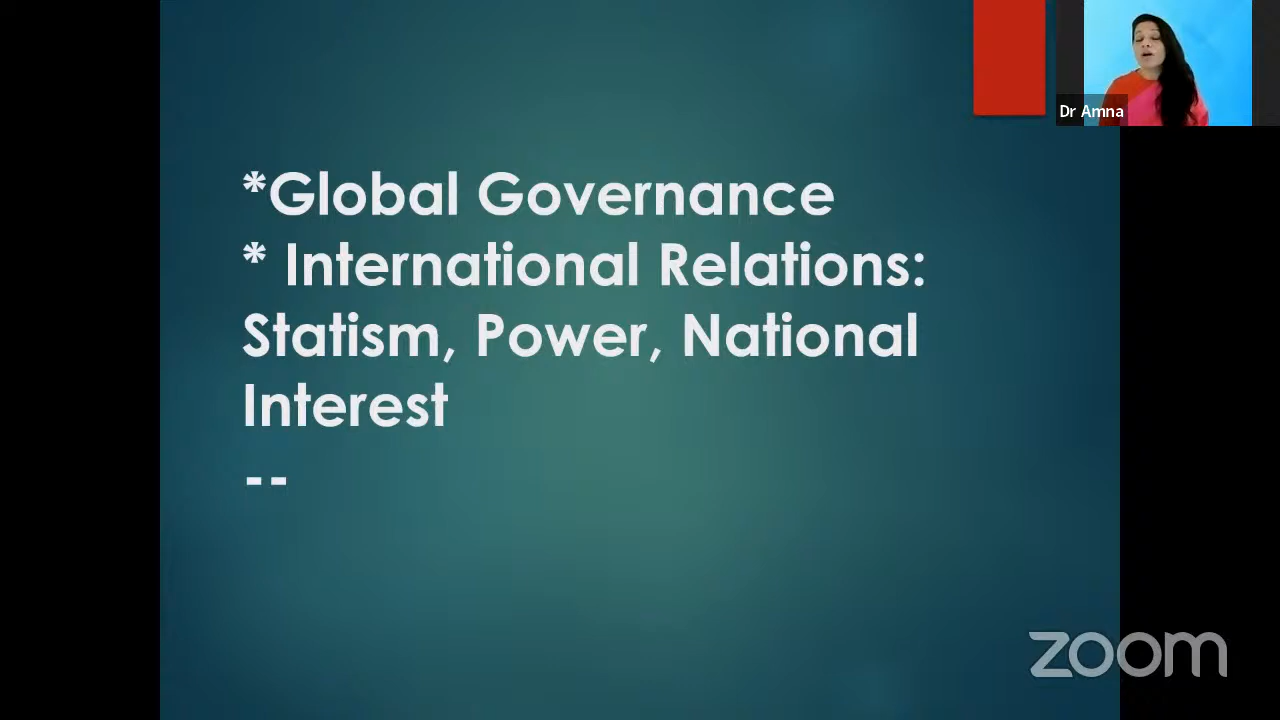 Dr Amna
*Global Governance
* International Relations:
Statism, Power, National
Interest
--
zoom